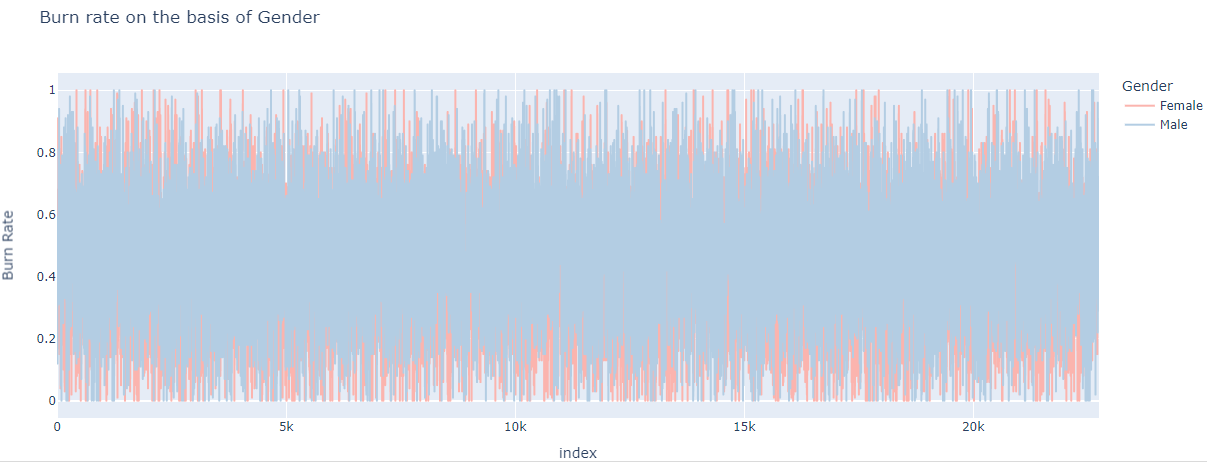 Burn rate on the basis of Gender
Burn Rate
1
0.8
0.6
0.4
0.2
0
0
5k
10k
15k
20k
index
Gender
Female
Male